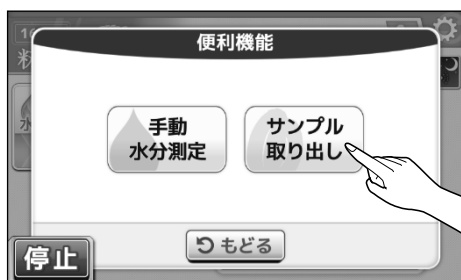 便利機能
手動
水分測定
サンプル
取り出し
もどる
停止